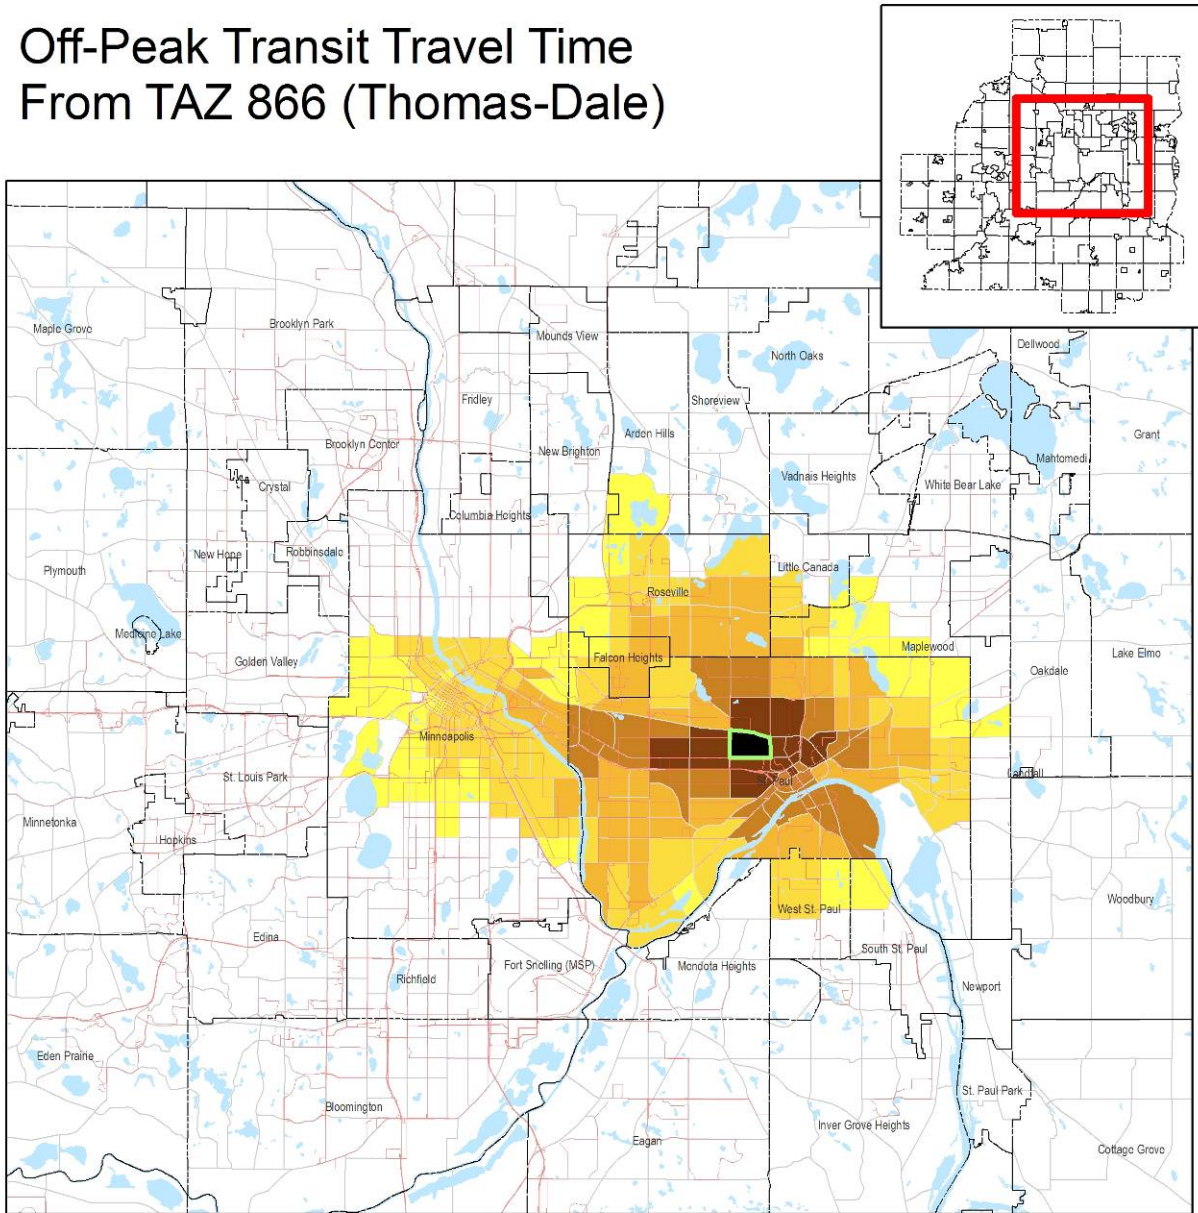 Off-Peak Transit Travel Time
From TAZ 866 (Thomas-Dale)
Maple Grove
Brooklyn Park
Mounds View
North Oaks
Dellwood
Fridley
Shoreview
Brooklyn Center
New Brighton
Arden Hills
Grant
Mahtomedi
Crystal
Vadnais Heights
White Bear Lake
Columbia Heights
New Hope
Robbinsdale
Plymouth
Little Canada
Roseville
Medicine Lake
Golden Valley
Falcon Heights
Maplewood
Lake Elmo
Oakdale
Minneapolis
St. Louis Park
St. Paul
Landfall
Minnetonka
Hopkins
Woodbury
West St. Paul
Edina
South St. Paul
Fort Snelling (MSP)
Mendota Heights
Richfield
Newport
Eden Prairie
St. Paul Park
Bloomington
Inver Grove Heights
Eagan
Cottage Grove